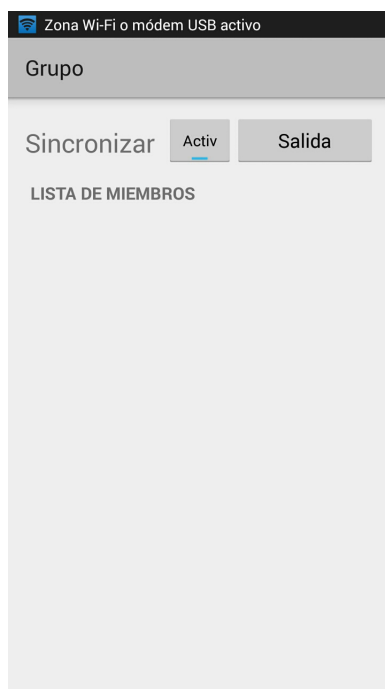 Zona Wi-Fi o módem USB activo
Grupo
Sincronizar Activ Salida
LISTA DE MIEMBROS